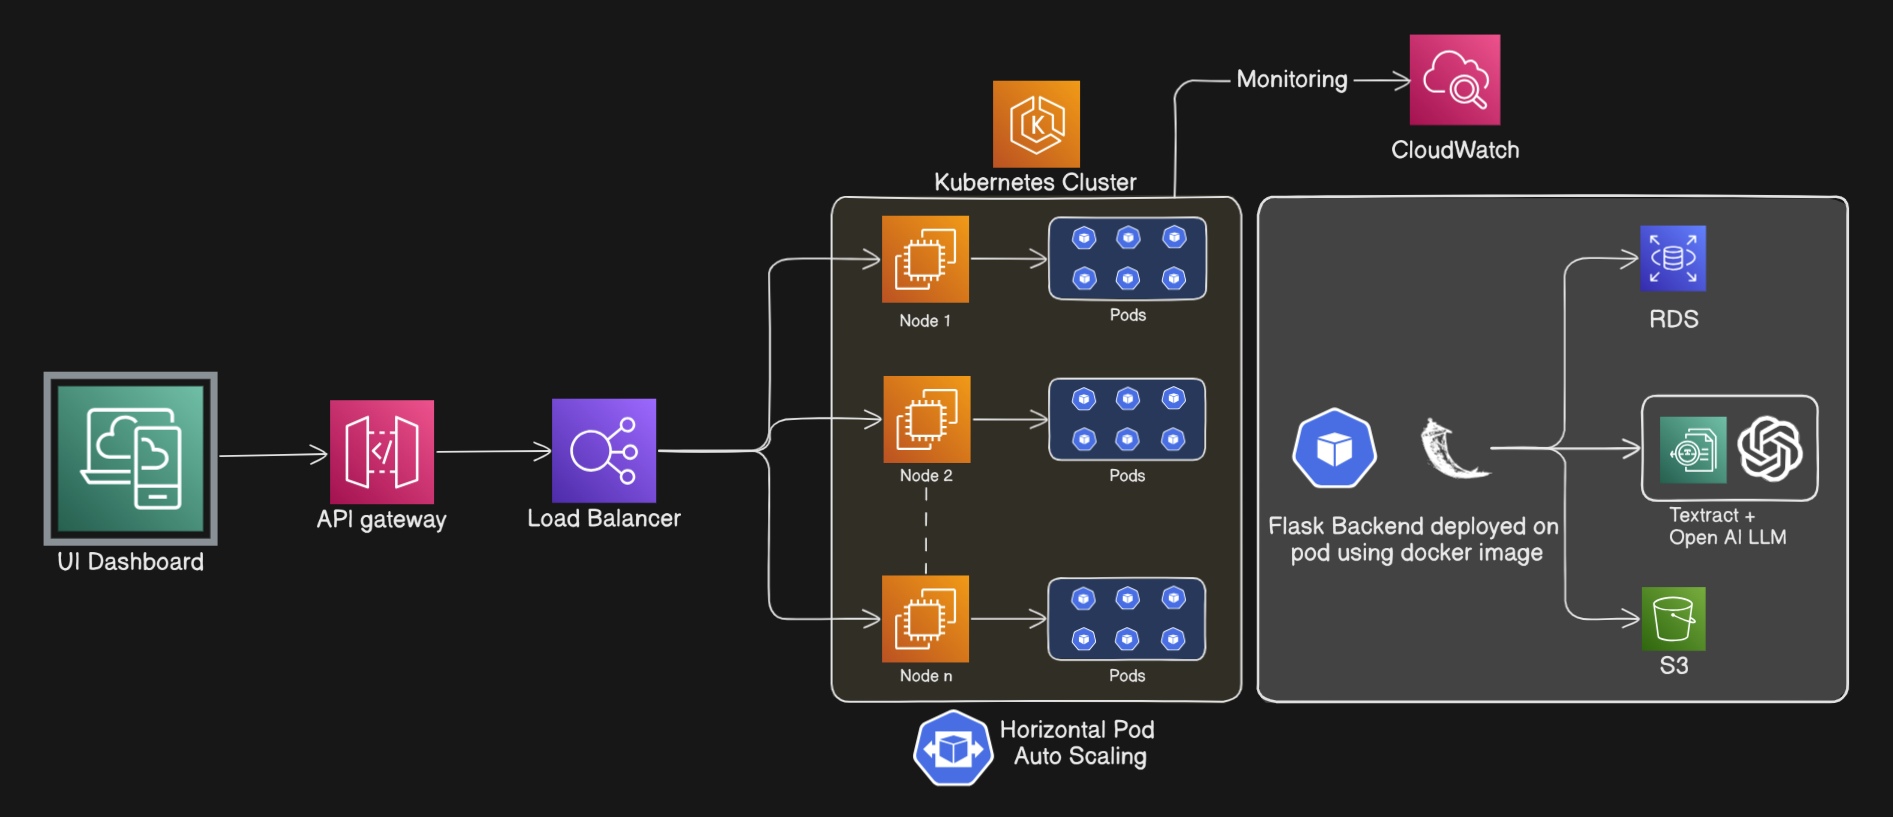 Monitoring
CloudWatch
Kubernetes Cluster
Node 1
Pods
RDS
Node 2
Pods
UI Dashboard
API gateway
Load Balancer
Flask Backend deployed on
pod using docker image
Textract +
Open AI LLM
Node n
Pods
S3
Horizontal Pod
Auto Scaling